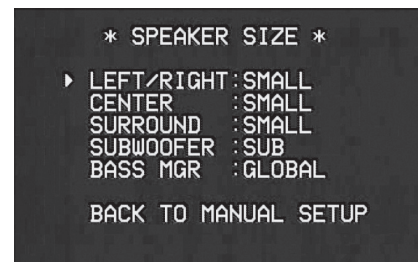 * SPEAKER SIZE *
LEFT/RIGHT:SMALL
CENTER :SMALL
SURROUND :SMALL
SUBWOOFER :SUB
BASS MGR :GLOBAL
BACK TO MANUAL SETUP